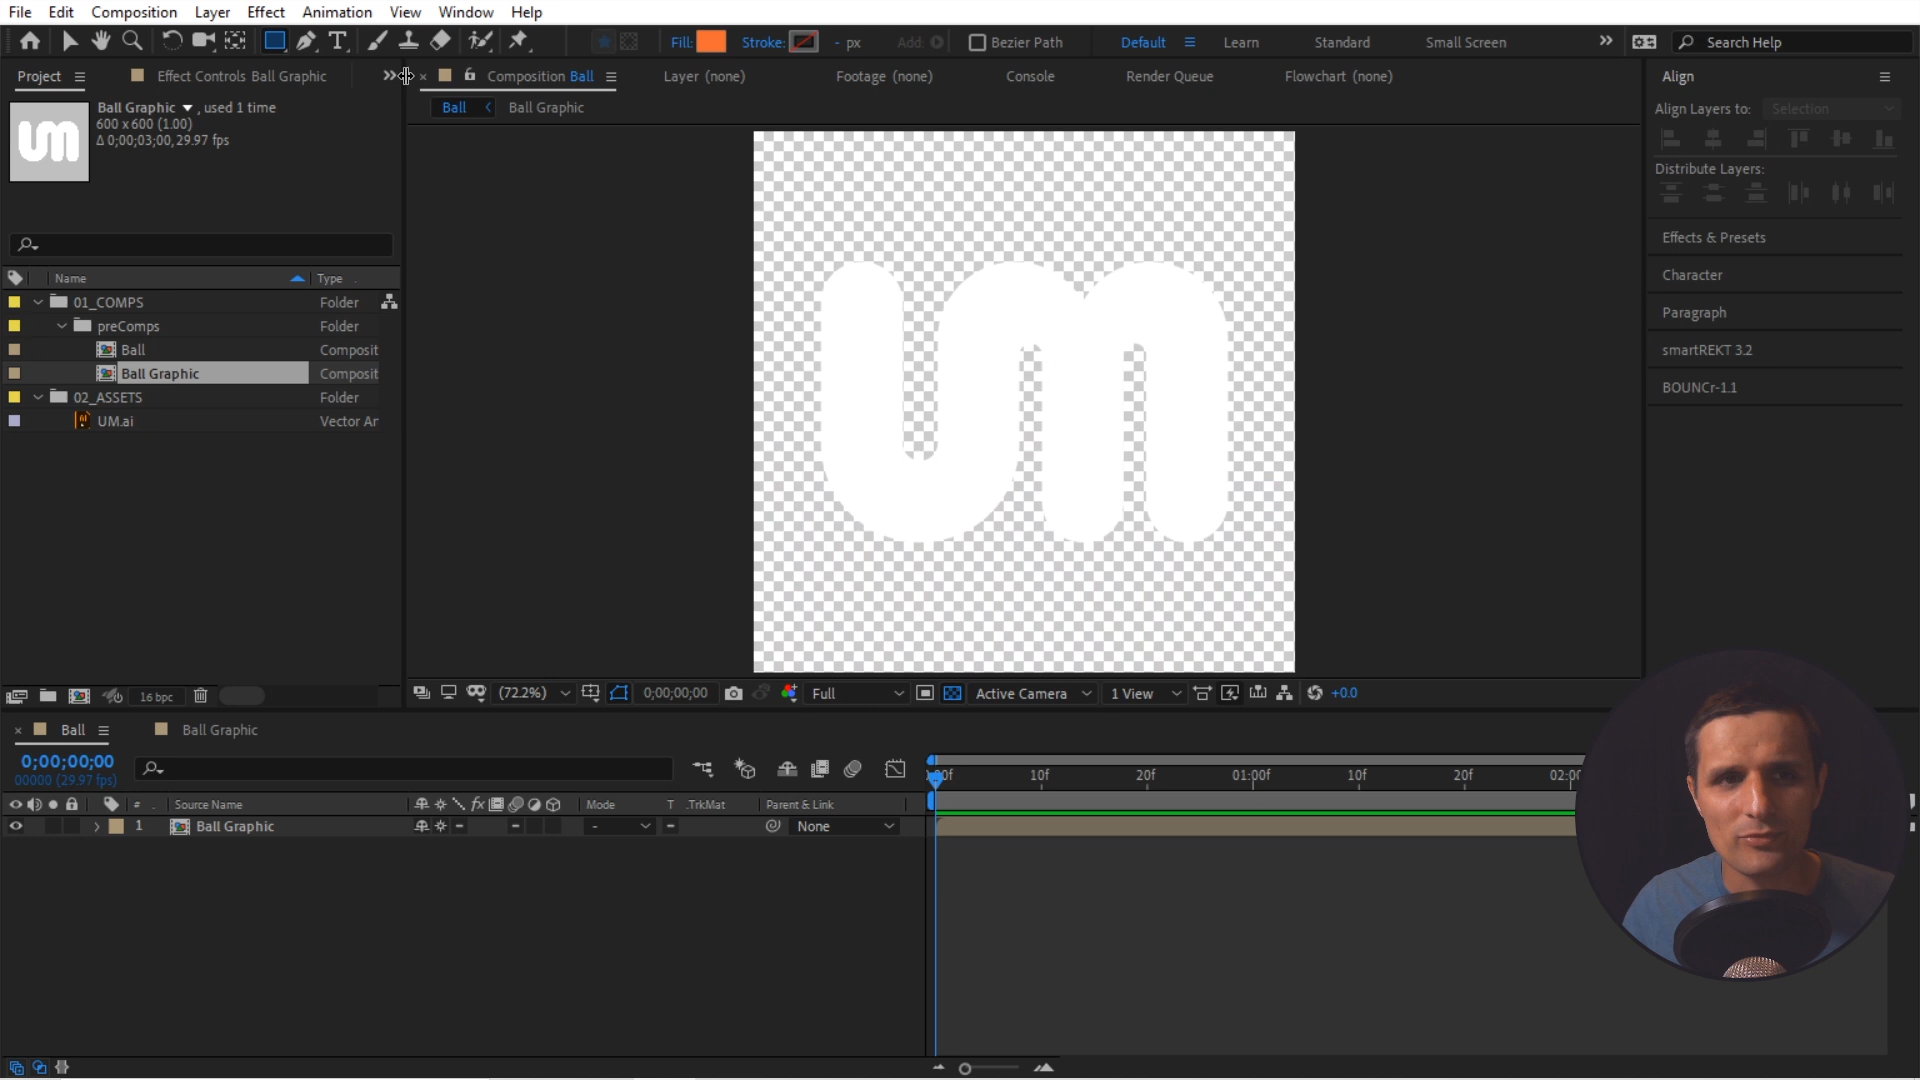 File Edit Composition Layer Effect Animation View Window Help
Fill: Stroke: - px Add: Bezier Path Default Learn Standard Small Screen Search Help
Project Effect Controls Ball Graphic Composition Ball Layer (none) Footage (none) Console Render Queue Flowchart (none) Align
Ball Graphic , used 1 time
600 x 600 (1.00)
Δ 0;00;03;00, 29.97 fps
um
Ball Ball Graphic
Align Layers to: Selection
Distribute Layers:
Effects & Presets
Character
Paragraph
smartREKT 3.2
BOUNCr-1.1
Name Type
01_COMPS Folder
preComps Folder
Ball Composit
Ball Graphic Composit
02_ASSETS Folder
UM.ai Vector Ar
um
16 bpc
(72.2%) 0;00;00;00 Full Active Camera 1 View +0.0
Ball Ball Graphic
0;00;00;00
00000 (29.97 fps)
10f 20f 01:00f 10f 20f 02:00f
# Source Name fx Mode T .TrkMat Parent & Link
1 Ball Graphic - None